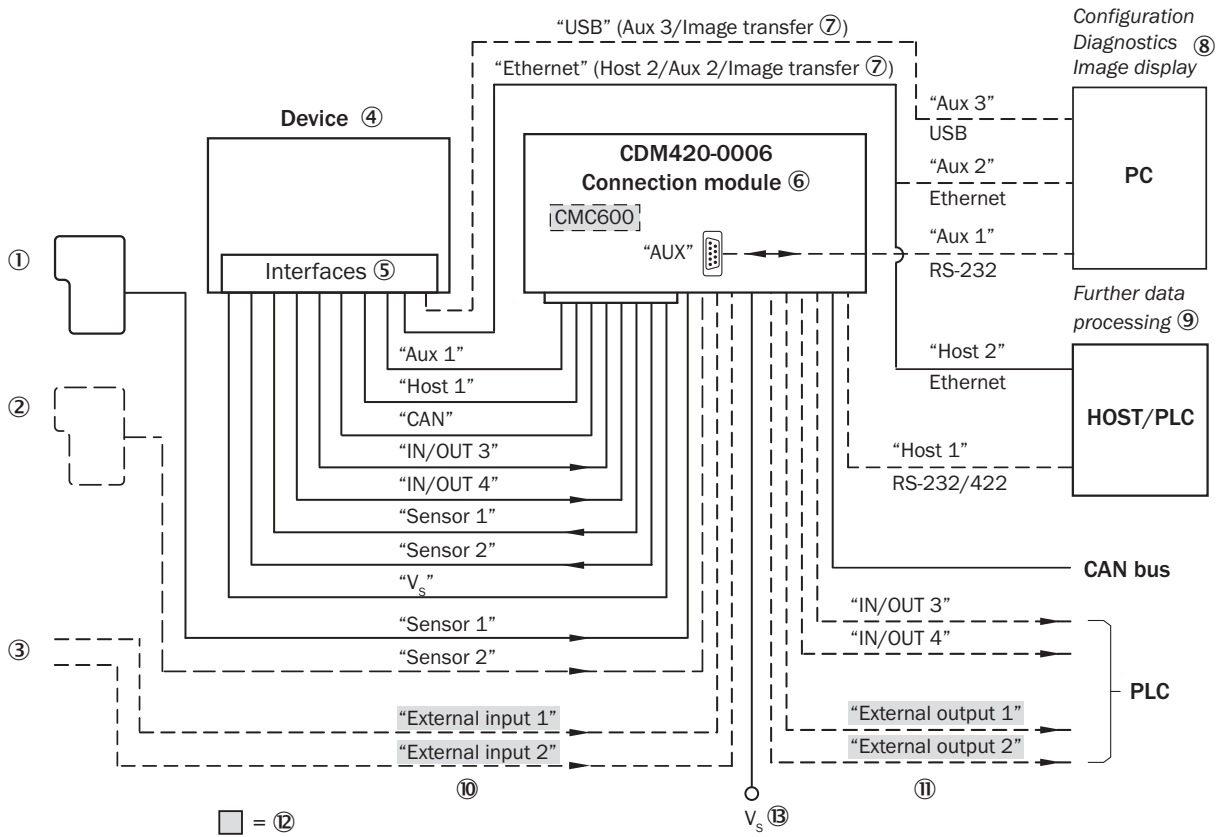 “USB” (Aux 3/Image transfer ⑦)
“Ethernet” (Host 2/Aux 2/Image transfer ⑦)
Configuration
Diagnostics ⑧
Image display
Device ④
CDM420-0006
Connection module ⑥
CMC600
“AUX”
“Aux 3”
USB
“Aux 2”
Ethernet
“Aux 1”
RS-232
PC
①
Interfaces ⑤
Further data
processing ⑨
“Aux 1”
“Host 1”
“CAN”
“IN/OUT 3”
“IN/OUT 4”
“Sensor 1”
“Sensor 2”
“Vs”
“Host 2”
Ethernet
HOST/PLC
“Host 1”
RS-232/422
②
CAN bus
“Sensor 1”
“Sensor 2”
“IN/OUT 3”
“IN/OUT 4”
PLC
③
“External input 1”
“External input 2”
“External output 1”
“External output 2”
⑩
⑪
= ⑫
Vs ⑬